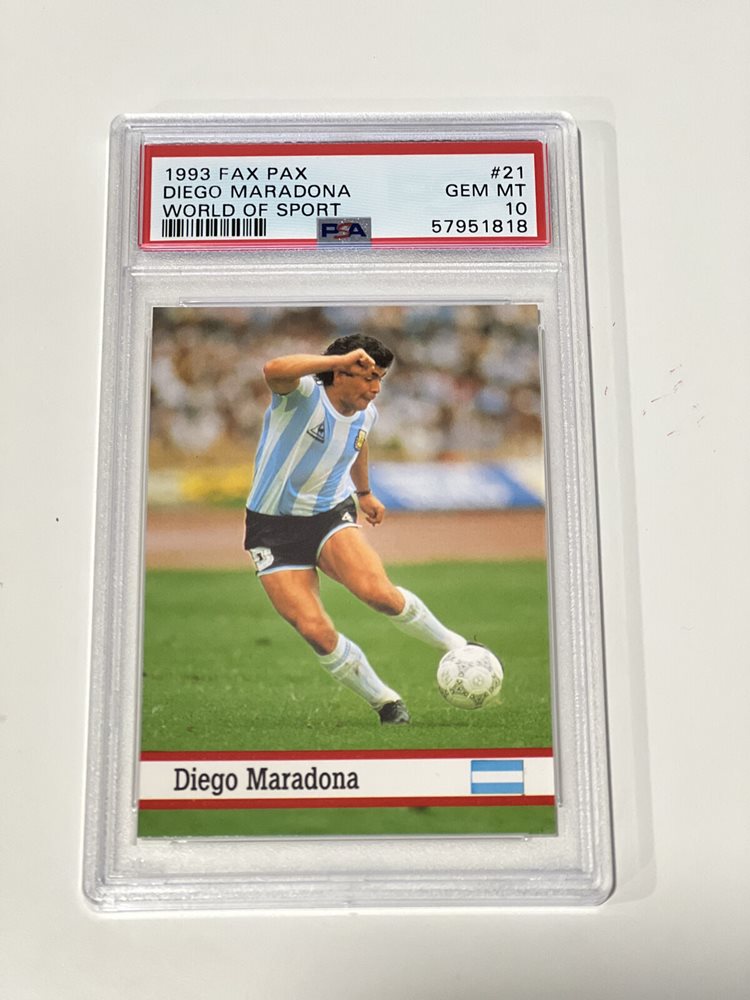 1993 FAX PAX #21
DIEGO MARADONA GEM MT
WORLD OF SPORT 10
PSA 57951818
Diego Maradona